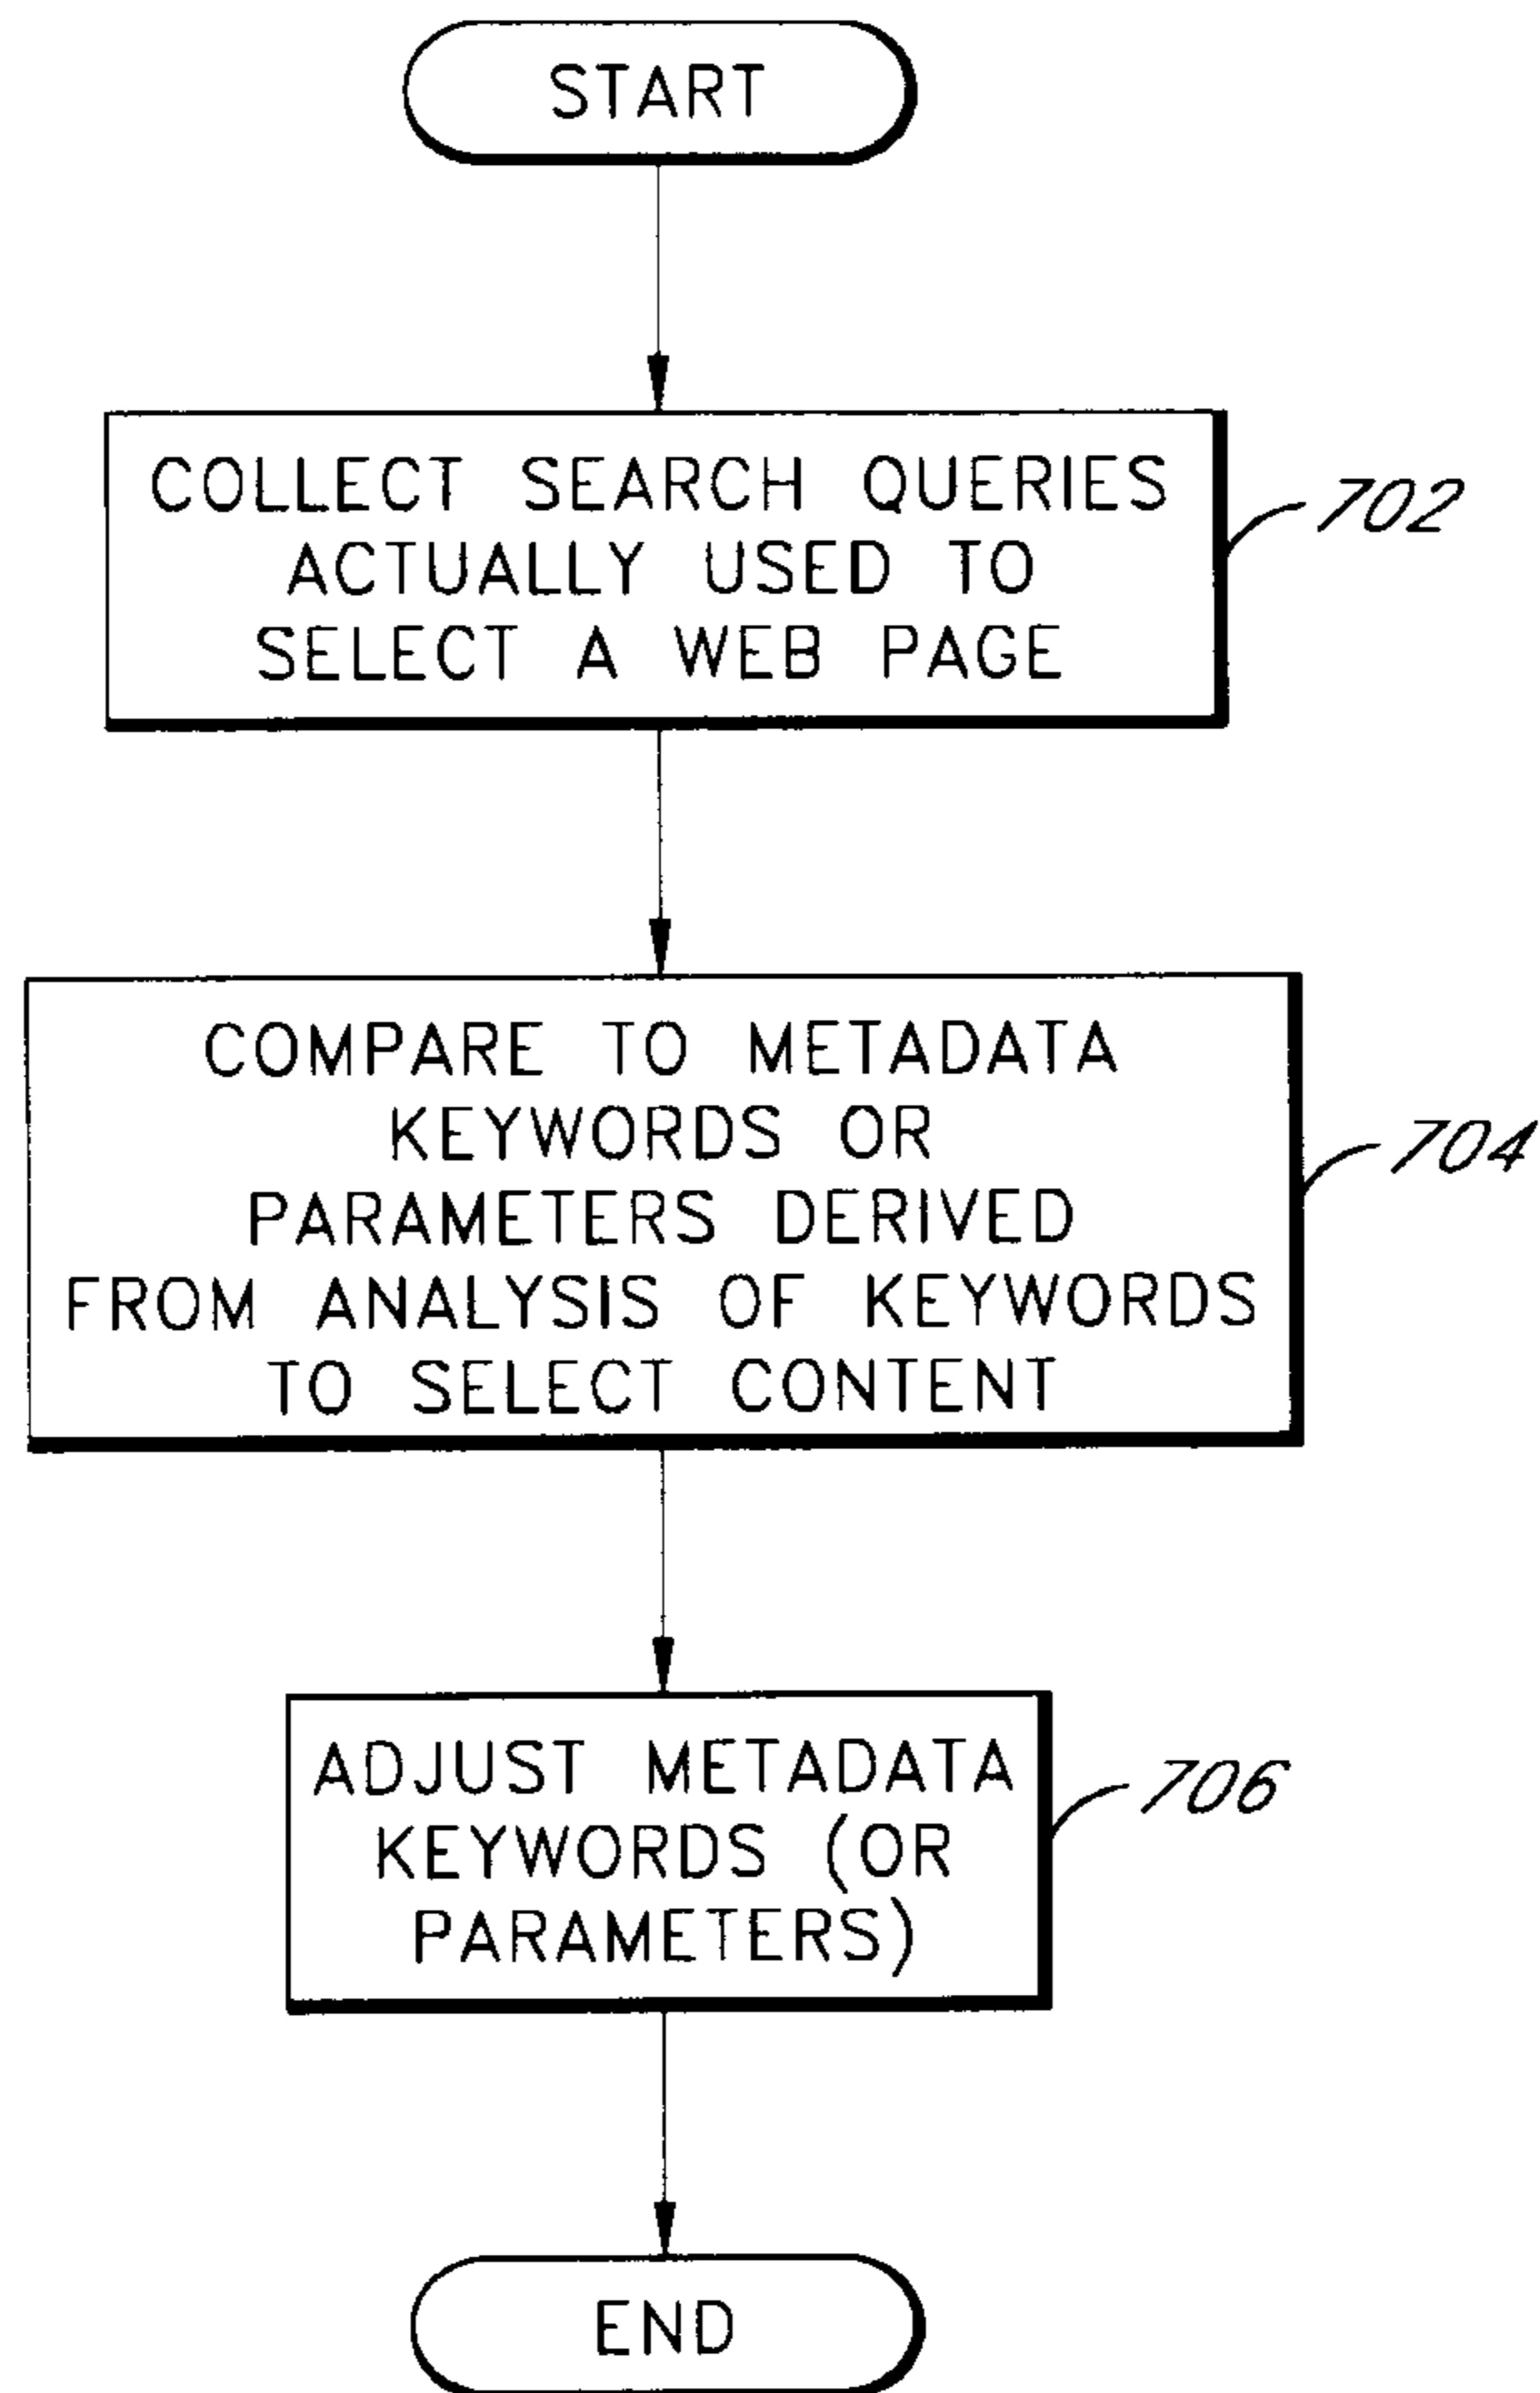 START
COLLECT SEARCH QUERIES
ACTUALLY USED TO
SELECT A WEB PAGE
702
COMPARE TO METADATA
KEYWORDS OR
PARAMETERS DERIVED
FROM ANALYSIS OF KEYWORDS
TO SELECT CONTENT
704
ADJUST METADATA
KEYWORDS (OR
PARAMETERS)
706
END